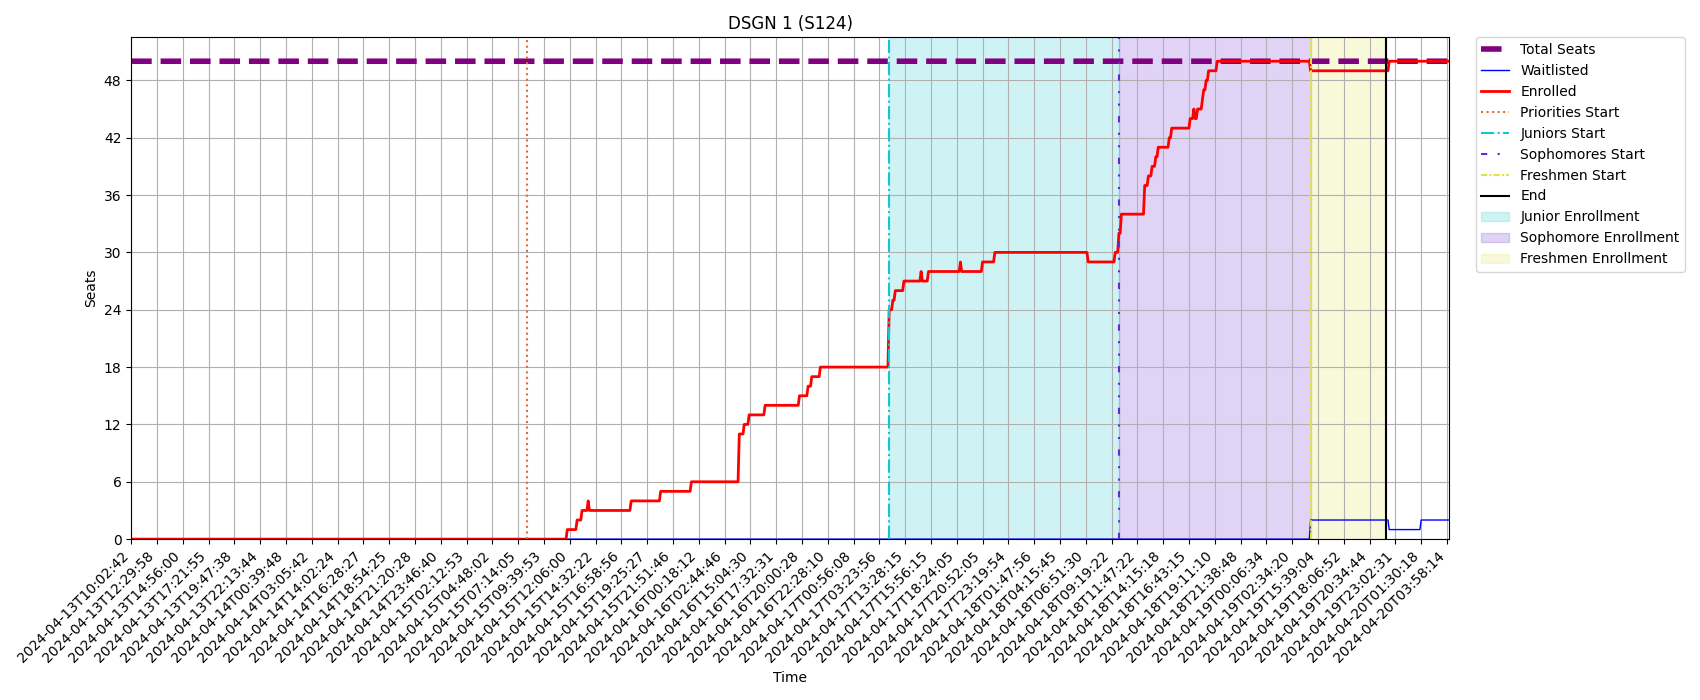 DSGN 1 (S124)
Total Seats
Waitlisted
Enrolled
Priorities Start
Juniors Start
Sophomores Start
Freshmen Start
End
Junior Enrollment
Sophomore Enrollment
Freshmen Enrollment
Seats
48
42
36
30
24
18
12
6
0
2024-04-13T10:02:42
2024-04-13T12:29:58
2024-04-13T14:56:00
2024-04-13T17:21:55
2024-04-13T19:47:38
2024-04-13T22:13:44
2024-04-14T00:39:48
2024-04-14T03:05:42
2024-04-14T14:02:24
2024-04-14T16:28:27
2024-04-14T18:54:25
2024-04-14T21:20:28
2024-04-14T23:46:40
2024-04-15T02:12:53
2024-04-15T04:48:02
2024-04-15T07:14:05
2024-04-15T09:39:53
2024-04-15T12:06:00
2024-04-15T14:32:22
2024-04-15T16:58:56
2024-04-15T19:25:27
2024-04-15T21:51:46
2024-04-16T00:18:12
2024-04-16T02:44:46
2024-04-16T15:04:30
2024-04-16T17:32:31
2024-04-16T20:00:28
2024-04-16T22:28:10
2024-04-17T00:56:08
2024-04-17T03:23:56
2024-04-17T13:28:15
2024-04-17T15:56:15
2024-04-17T18:24:05
2024-04-17T20:52:05
2024-04-17T23:19:54
2024-04-18T01:47:56
2024-04-18T04:15:45
2024-04-18T06:51:30
2024-04-18T09:19:22
2024-04-18T11:47:22
2024-04-18T14:15:18
2024-04-18T16:43:15
2024-04-18T19:11:10
2024-04-18T21:38:48
2024-04-19T00:06:34
2024-04-19T02:34:20
2024-04-19T15:39:04
2024-04-19T18:06:52
2024-04-19T20:34:44
2024-04-19T23:02:31
2024-04-20T01:30:18
2024-04-20T03:58:14
Time